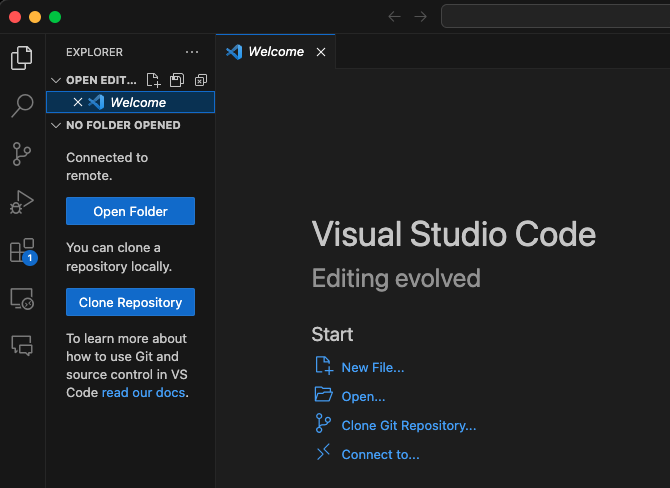 EXPLORER
Welcome
OPEN EDIT...
Welcome
NO FOLDER OPENED
Connected to
remote.
Open Folder
You can clone a
repository locally.
Clone Repository
To learn more about
how to use Git and
source control in VS
Code read our docs.
1
Visual Studio Code
Editing evolved
Start
New File...
Open...
Clone Git Repository...
Connect to...